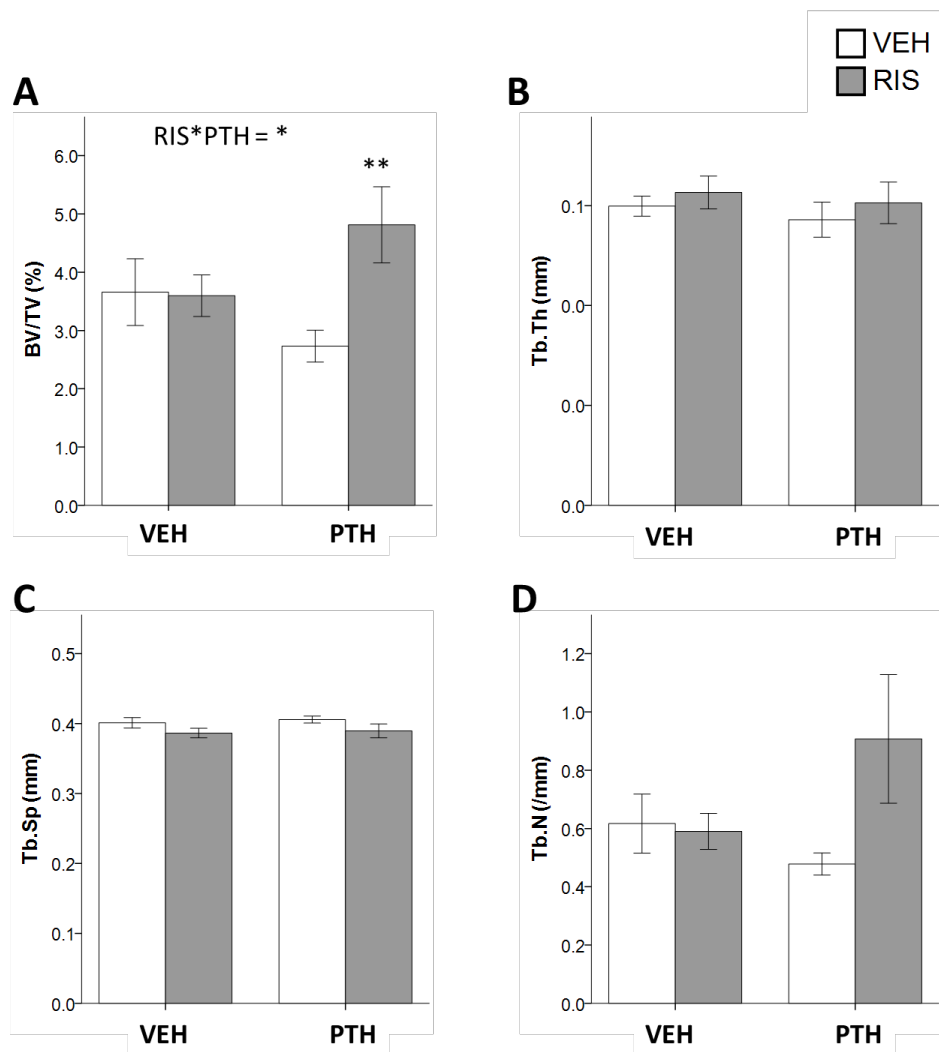 VEH
RIS
A
RIS*PTH = *
**
BV/TV (%)
6.0
5.0
4.0
3.0
2.0
1.0
0.0
VEH PTH
B
Tb.Th (mm)
0.1
0.0
0.0
0.0
VEH PTH
C
Tb.Sp (mm)
0.5
0.4
0.3
0.2
0.1
0.0
VEH PTH
D
Tb.N (/mm)
1.2
1.0
0.8
0.6
0.4
0.2
0.0
VEH PTH